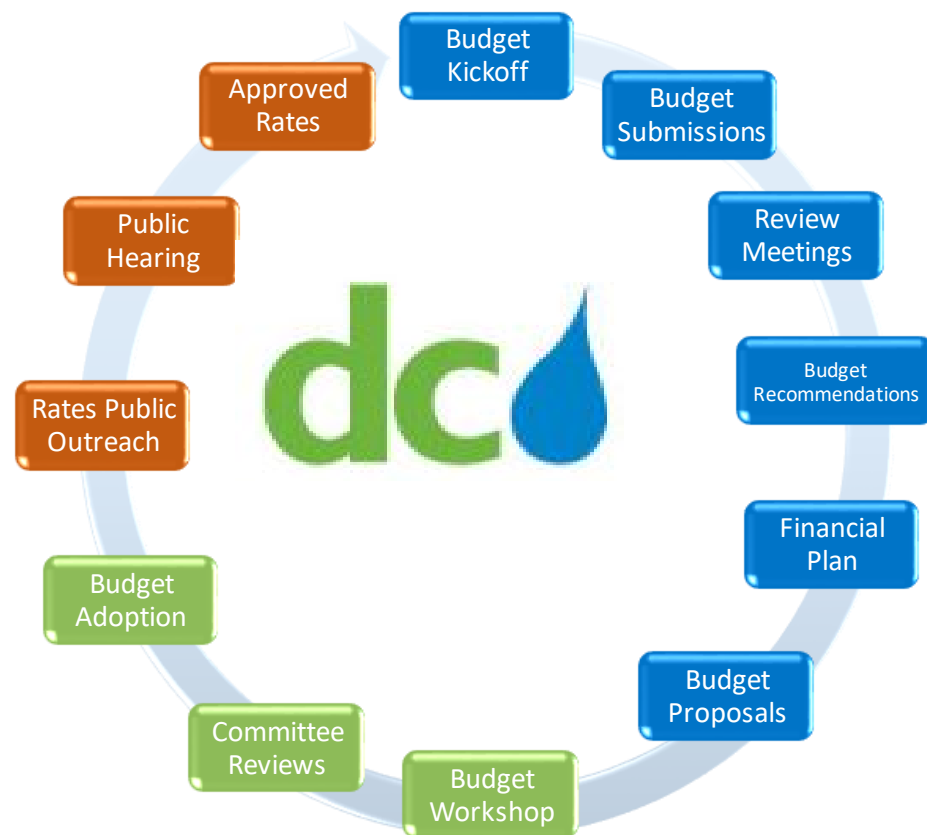 Budget
Kickoff
Budget
Submissions
Review
Meetings
Budget
Recommendations
Financial
Plan
Budget
Proposals
Budget
Workshop
Committee
Reviews
Budget
Adoption
Rates Public
Outreach
Public
Hearing
Approved
Rates
dc